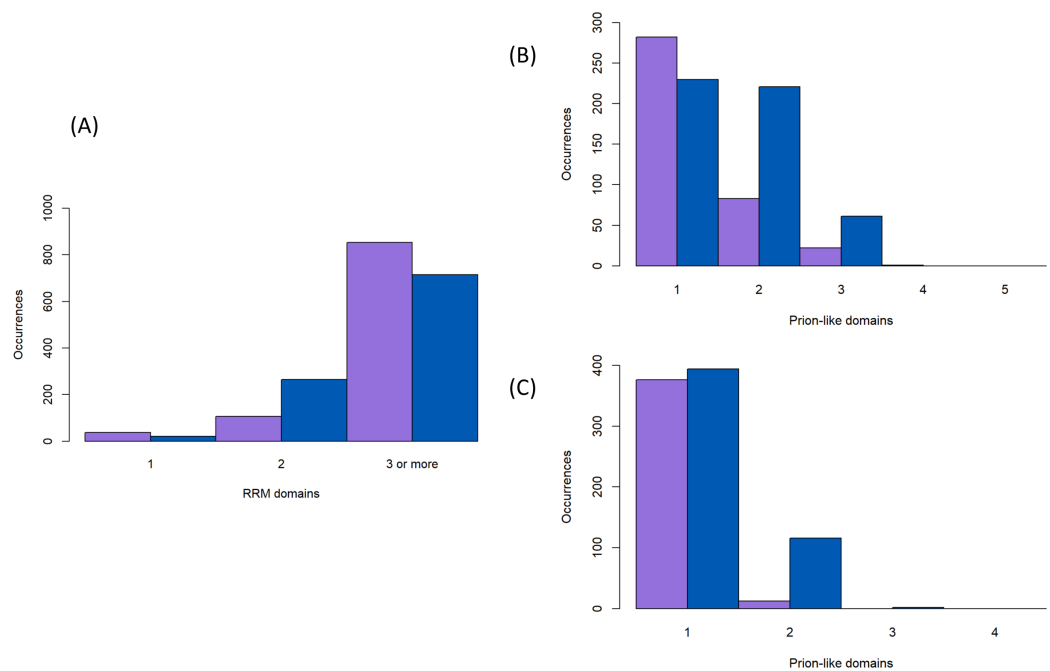 (A)
Occurrences
0
200
400
600
800
1000
1
2
3 or more
RRM domains
(B)
Occurrences
0
50
100
150
200
250
300
1
2
3
4
5
Prion-like domains
(C)
Occurrences
0
100
200
300
400
1
2
3
4
Prion-like domains